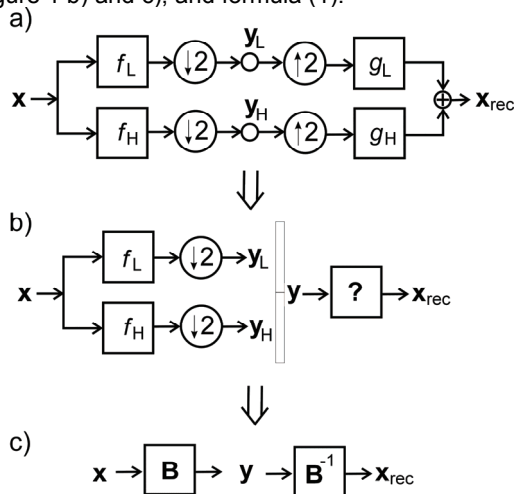 Figure 1 b) and c), and formula (1).
a)
x f_L ↓2 y_L ↑2 g_L
x_rec
f_H ↓2 y_H ↑2 g_H
b)
f_L ↓2 y_L
x y ? x_rec
f_H ↓2 y_H
c)
x B y B^-1 x_rec